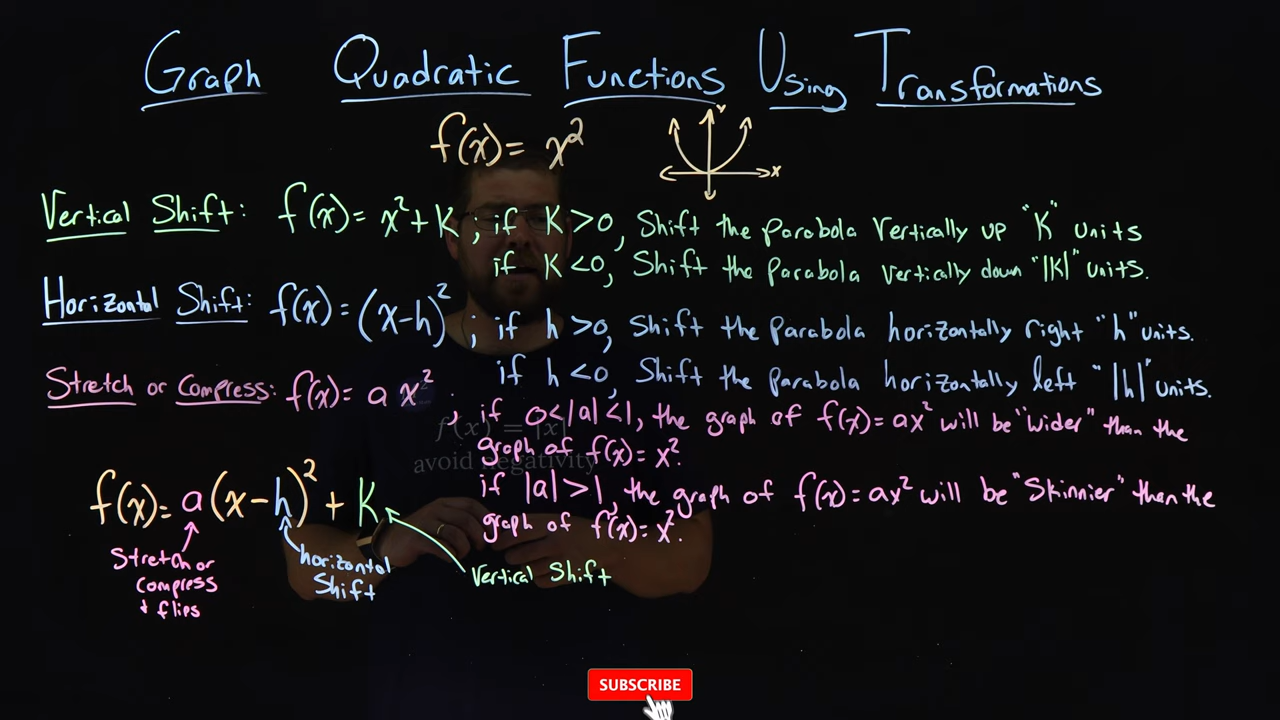 Graph Quadratic Functions Using Transformations
f(x) = x²
Y
x
Vertical Shift: f(x) = x² + K ; if K > 0, Shift the parabola Vertically up "K" units
if K < 0, Shift the Parabola vertically down "|K|" units.
Horizontal Shift: f(x) = (x-h)² ; if h > 0, Shift the Parabola horizontally right "h" units.
if h < 0, Shift the parabola horizontally left "|h|" units.
Stretch or Compress: f(x) = a x² ; if 0 < |a| < 1, the graph of f(x) = ax² will be "wider" than the
graph of f(x) = x².
if |a| > 1, the graph of f(x) = ax² will be "Skinnier" than the
graph of f(x) = x².
f(x) = |x|
avoid negativity
f(x) = a (x-h)² + K
Stretch or
compress
+ flips
horizontal
Shift
Vertical Shift
SUBSCRIBE